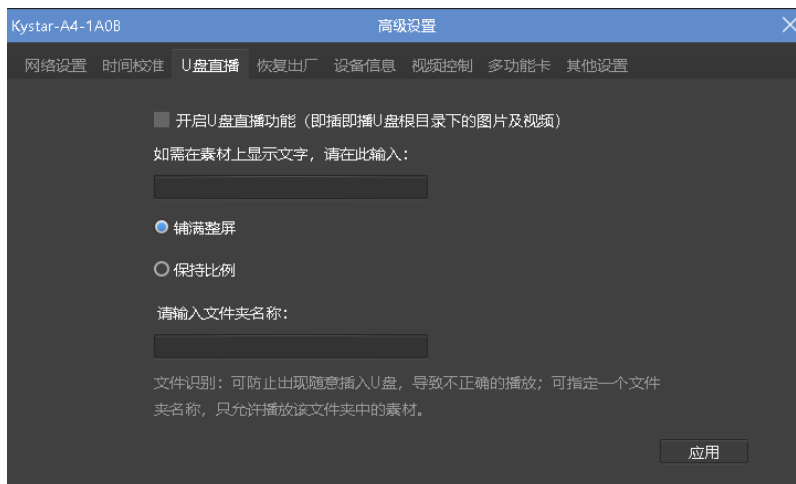 Kystar-A4-1A0B 高级设置
网络设置 时间校准 U盘直播 恢复出厂 设备信息 视频控制 多功能卡 其他设置
开启U盘直播功能（即插即播U盘根目录下的图片及视频）
如需在素材上显示文字，请在此输入：
铺满整屏
保持比例
请输入文件夹名称：
文件识别：可防止出现随意插入U盘，导致不正确的播放；可指定一个文件
夹名称，只允许播放该文件夹中的素材。
应用